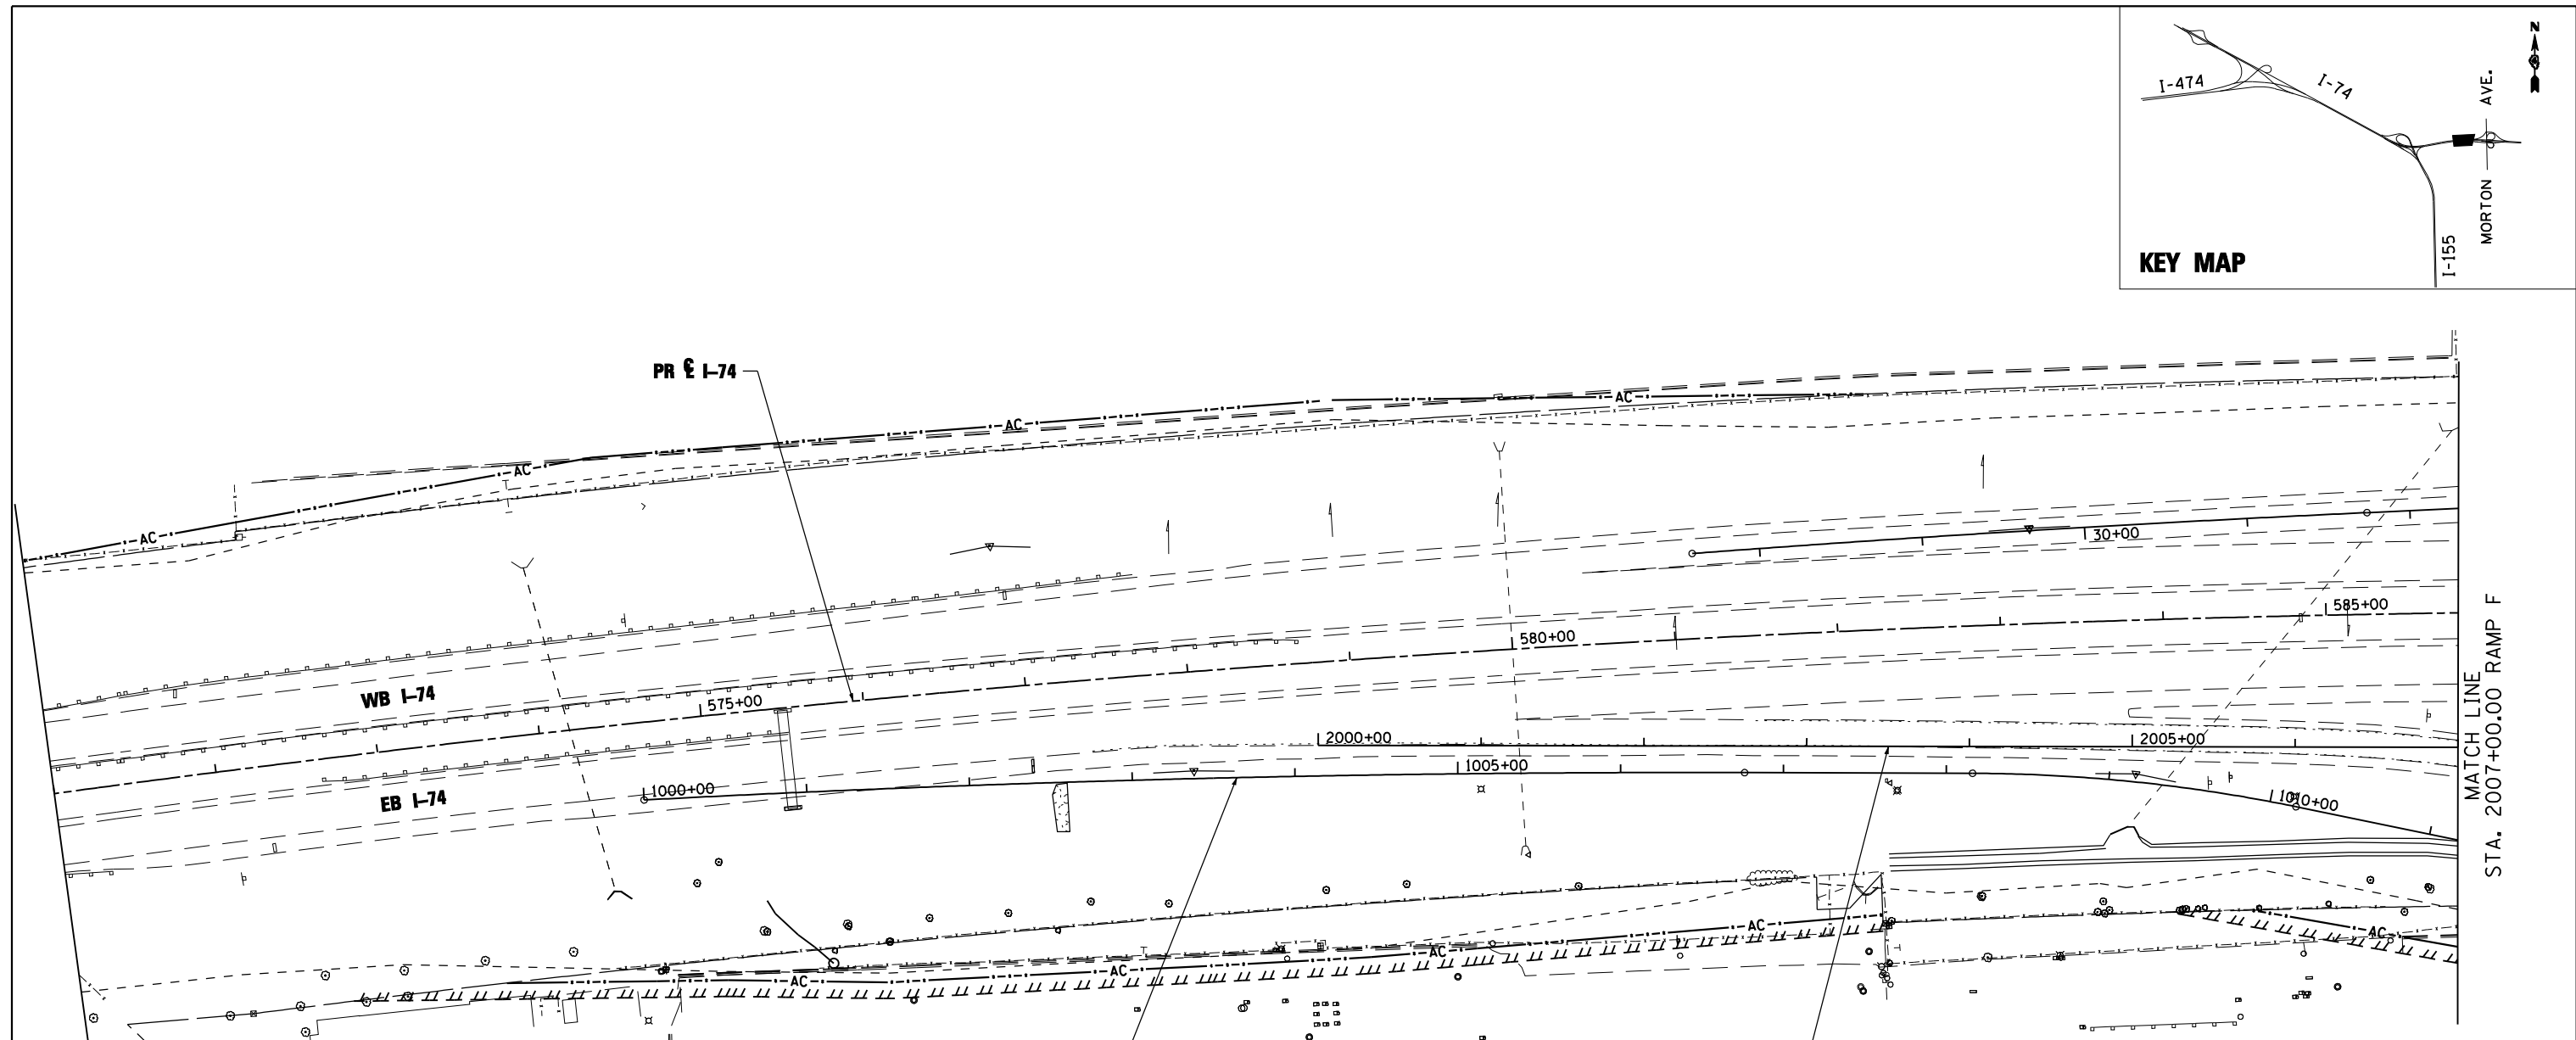 N
I-474
I-74
MORTON AVE.
I-155
KEY MAP
PR ℄ I-74
AC
AC
AC
AC
30+00
585+00
580+00
WB I-74
575+00
2000+00
2005+00
1005+00
1000+00
1010+00
EB I-74
MATCH LINE
STA. 2007+00.00 RAMP F
AC
AC
AC
AC
AC